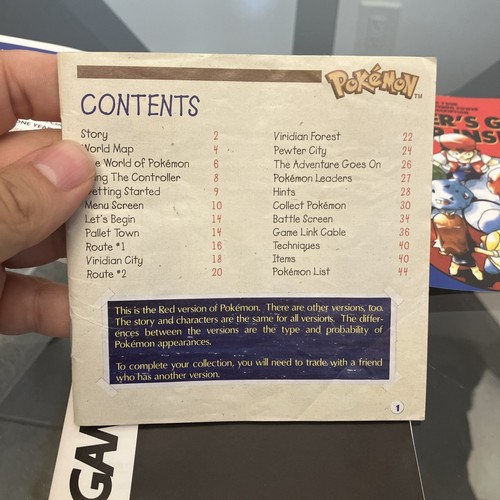 POKéMON TM
CONTENTS
Story 2
World Map 4
e World of Pokémon 6
ing The Controller 8
Getting Started 9
Menu Screen 10
Let's Begin 14
Pallet Town 14
Route #1 16
Viridian City 18
Route #2 20
Viridian Forest 22
Pewter City 24
The Adventure Goes On 26
Pokémon Leaders 27
Hints 28
Collect Pokémon 30
Battle Screen 34
Game Link Cable 36
Techniques 40
Items 40
Pokémon List 44
This is the Red version of Pokémon. There are other versions, too.
The story and characters are the same for all versions. The differ-
ences between the versions are the type and probability of
Pokémon appearances.
To complete your collection, you will need to trade with a friend
who has another version.
1
ER'S G
INS
GA